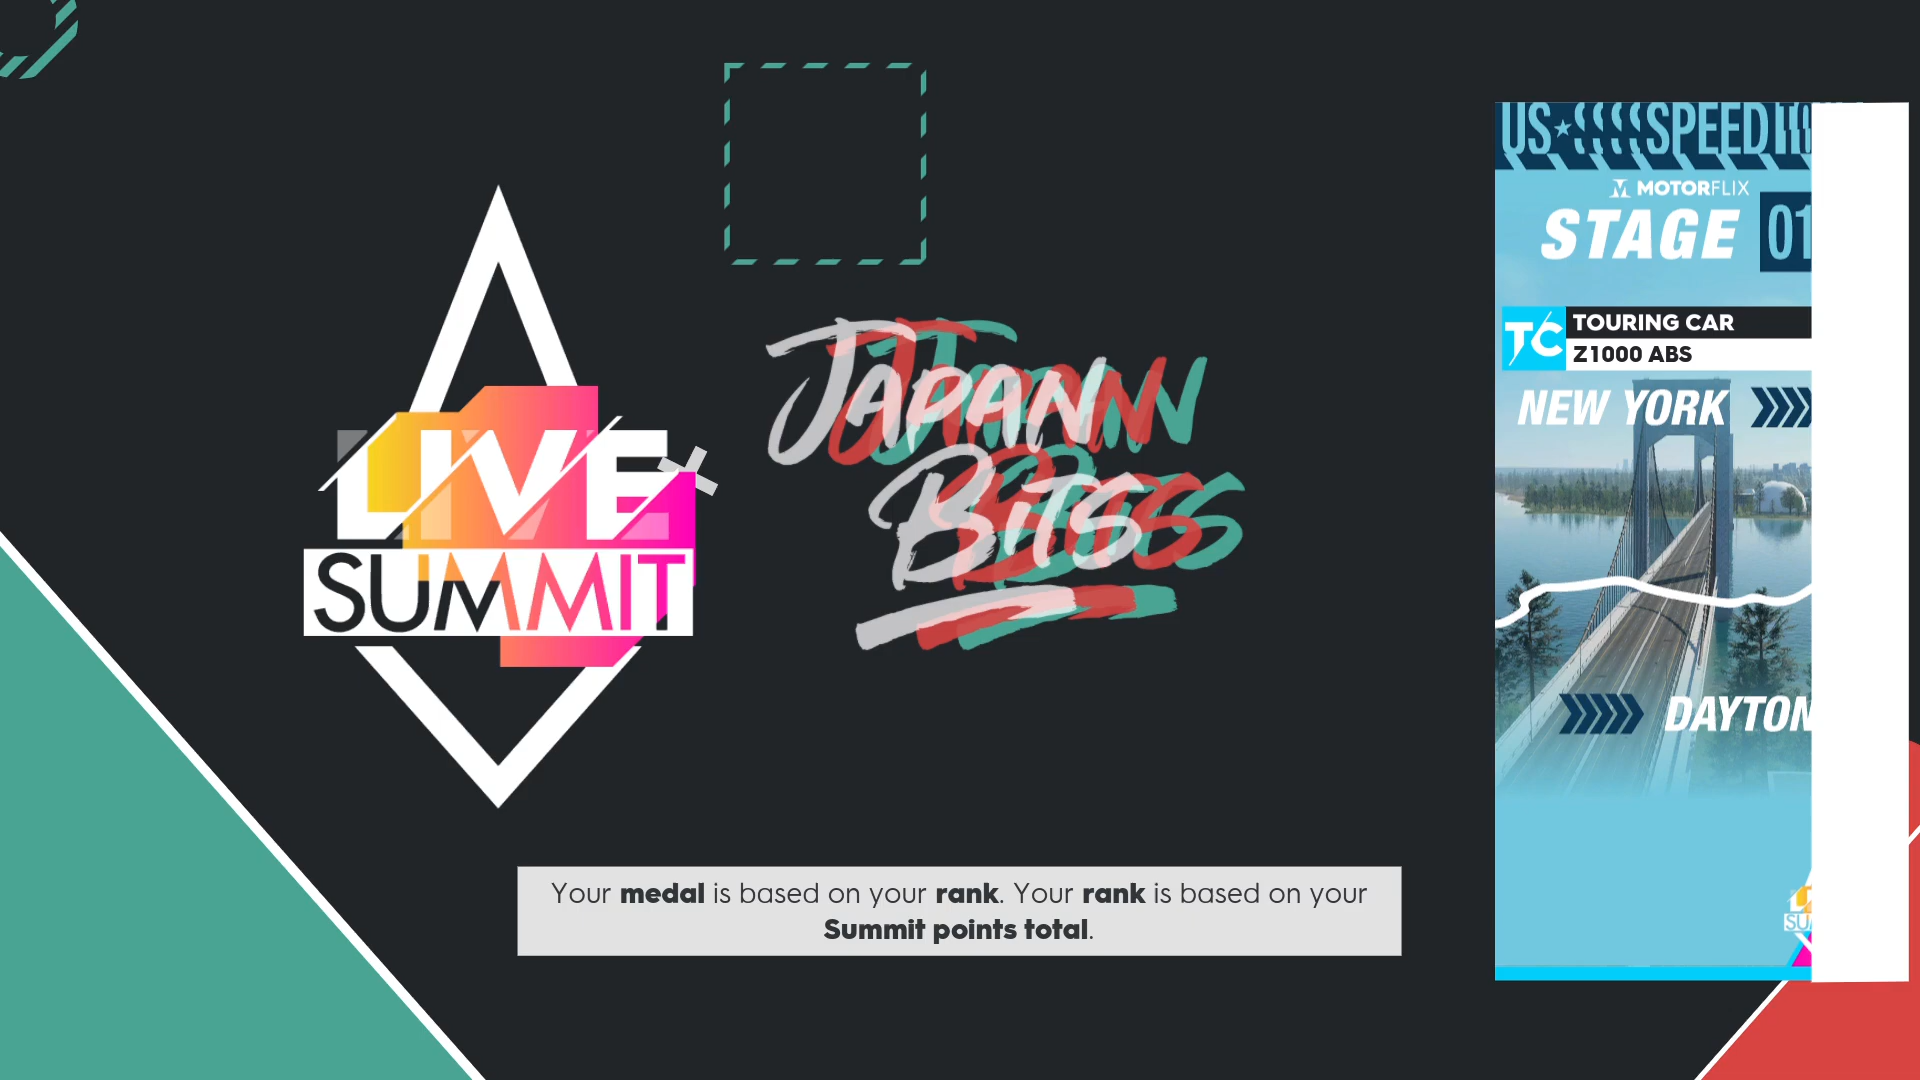 LIVE
SUMMIT
JAPAN
BITS
US SPEED
MOTORFLIX
STAGE 01
TC
TOURING CAR
Z1000 ABS
NEW YORK
DAYTON
Your medal is based on your rank. Your rank is based on your
Summit points total.